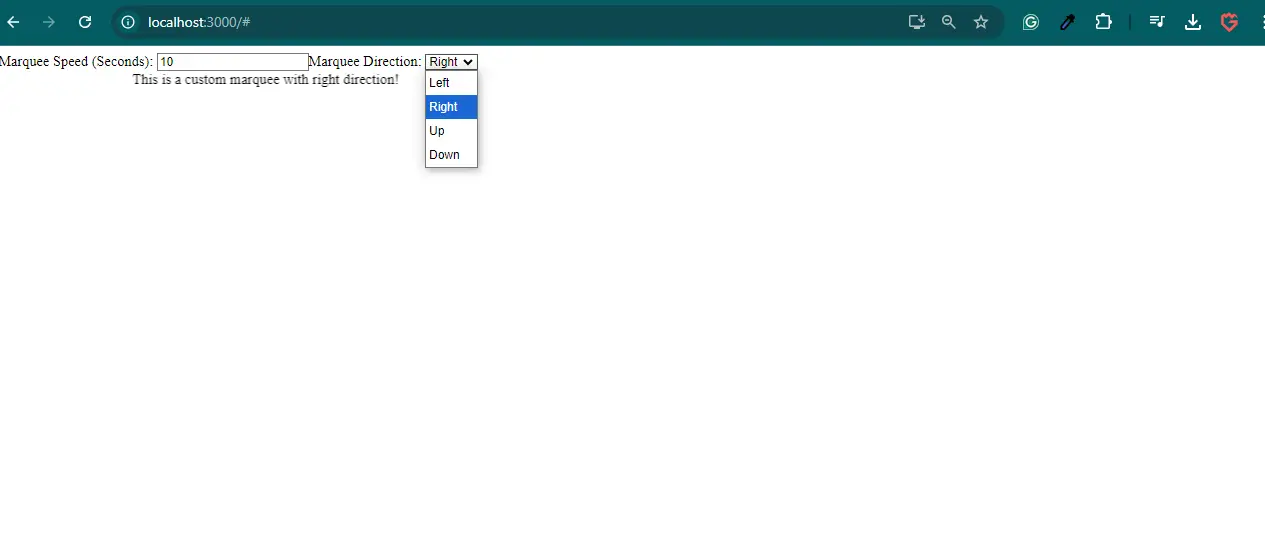 localhost:3000/#
Marquee Speed (Seconds): 10 Marquee Direction: Right
This is a custom marquee with right direction!
Left
Right
Up
Down